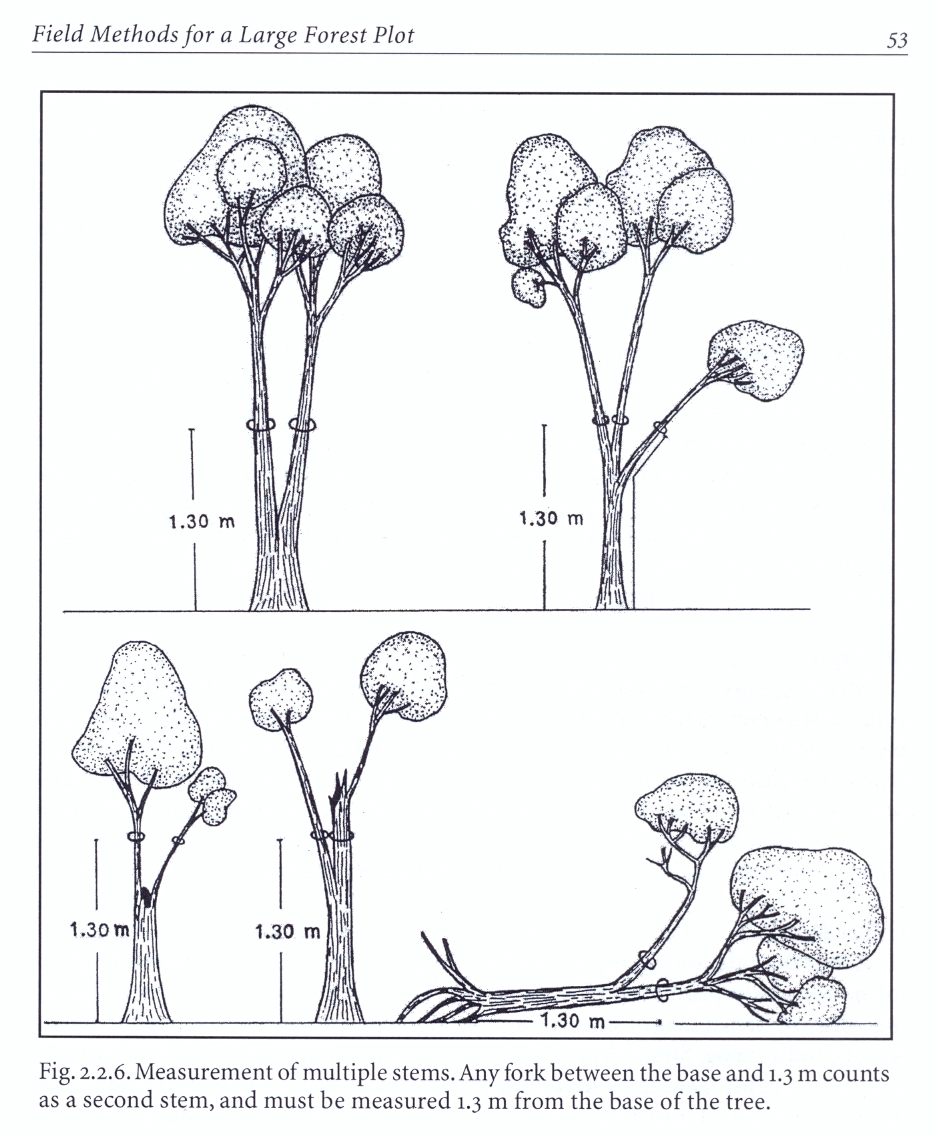 Field Methods for a Large Forest Plot 53
1.30 m
1.30 m
1.30 m
1.30 m
1.30 m
Fig. 2.2.6. Measurement of multiple stems. Any fork between the base and 1.3 m counts
as a second stem, and must be measured 1.3 m from the base of the tree.